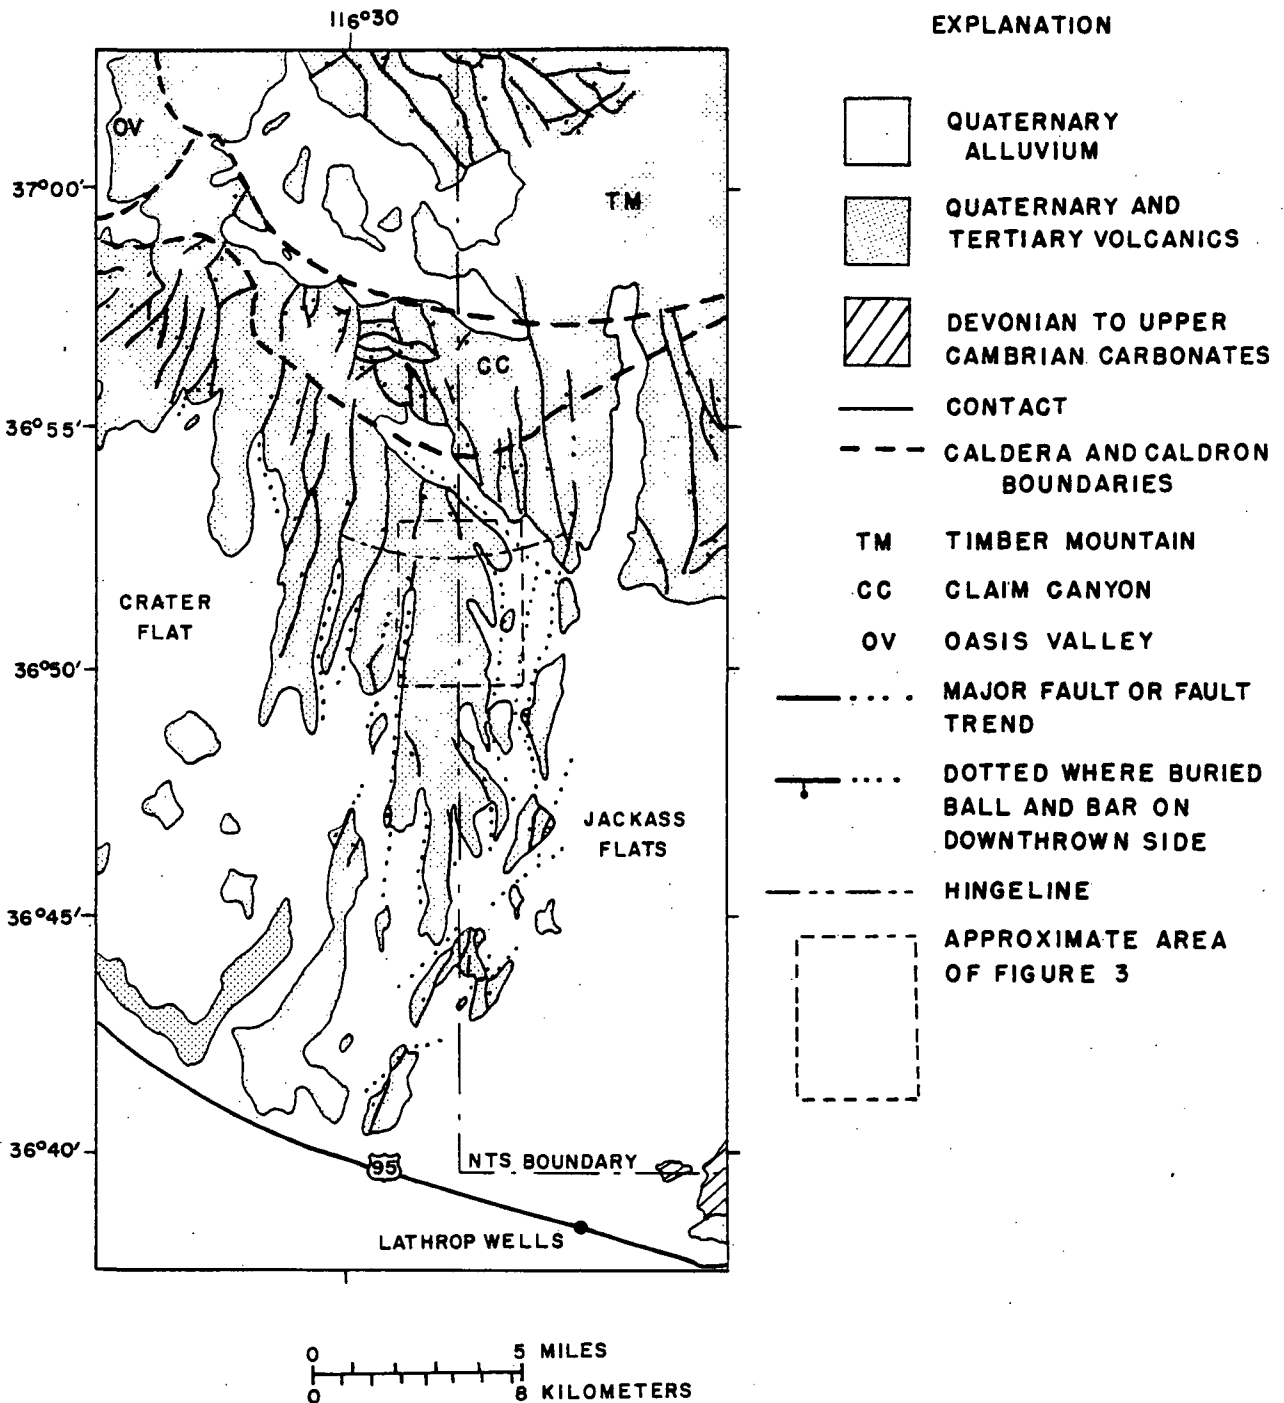 116°30
EXPLANATION
QUATERNARY
ALLUVIUM
OV
37°00'
TM
QUATERNARY AND
TERTIARY VOLCANICS
DEVONIAN TO UPPER
CAMBRIAN CARBONATES
CC
CONTACT
36°55'
CALDERA AND CALDRON
BOUNDARIES
TM TIMBER MOUNTAIN
CC CLAIM CANYON
CRATER
FLAT
OV OASIS VALLEY
36°50'
MAJOR FAULT OR FAULT
TREND
DOTTED WHERE BURIED
BALL AND BAR ON
DOWNTHROWN SIDE
JACKASS
FLATS
HINGELINE
36°45'
APPROXIMATE AREA
OF FIGURE 3
36°40'
95
NTS BOUNDARY
LATHROP WELLS
0 5 MILES
0 8 KILOMETERS